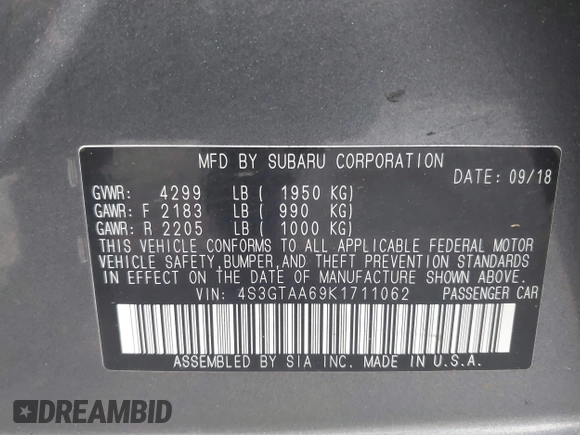 MFD BY SUBARU CORPORATION
DATE: 09/18
GVWR: 4299 LB ( 1950 KG)
GAWR: F 2183 LB ( 990 KG)
GAWR: R 2205 LB ( 1000 KG)
THIS VEHICLE CONFORMS TO ALL APPLICABLE FEDERAL MOTOR
VEHICLE SAFETY, BUMPER, AND THEFT PREVENTION STANDARDS
IN EFFECT ON THE DATE OF MANUFACTURE SHOWN ABOVE.
VIN: 4S3GTAA69K1711062 PASSENGER CAR
ASSEMBLED BY SIA INC. MADE IN U.S.A.
DREAMBID